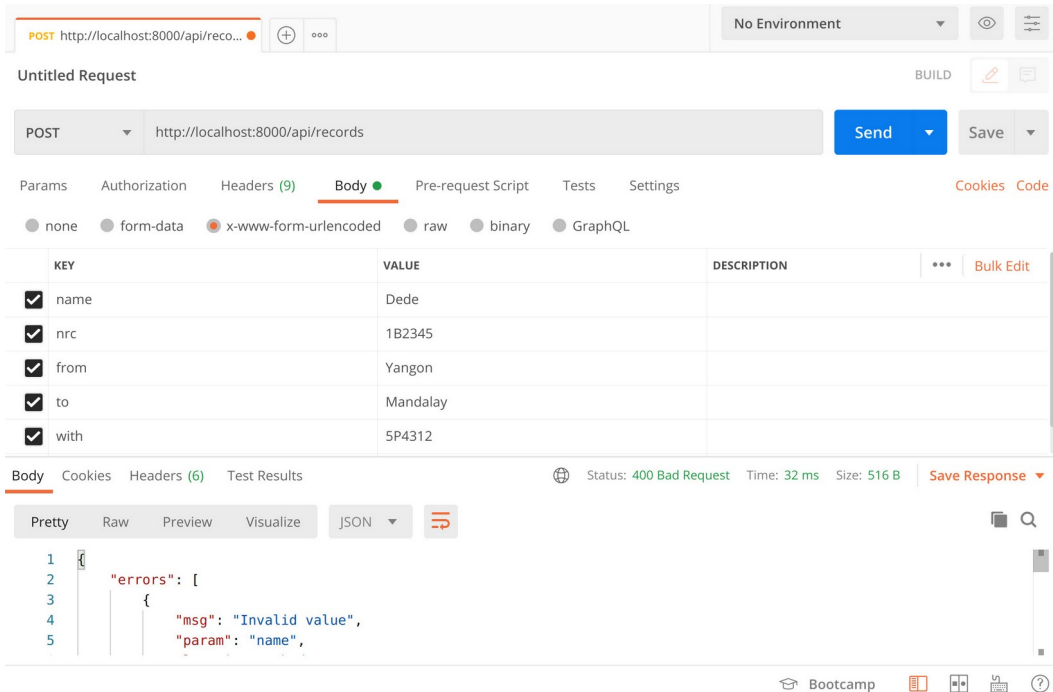 POST http://localhost:8000/api/reco...
No Environment
Untitled Request
BUILD
POST http://localhost:8000/api/records Send Save
Params Authorization Headers (9) Body Pre-request Script Tests Settings Cookies Code
none form-data x-www-form-urlencoded raw binary GraphQL
KEY VALUE DESCRIPTION Bulk Edit
name Dede
nrc 1B2345
from Yangon
to Mandalay
with 5P4312
Body Cookies Headers (6) Test Results Status: 400 Bad Request Time: 32 ms Size: 516 B Save Response
Pretty Raw Preview Visualize JSON
1 {
2 "errors": [
3 {
4 "msg": "Invalid value",
5 "param": "name",
Bootcamp